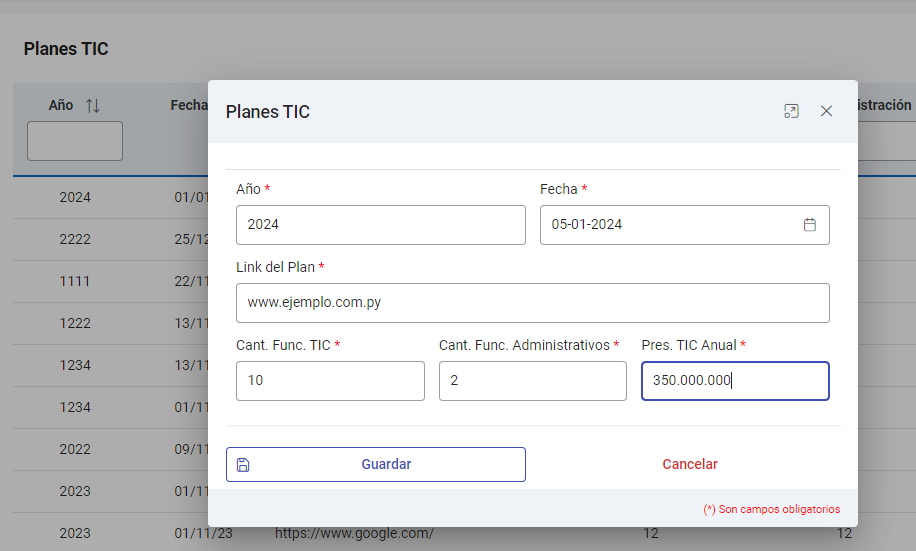 Planes TIC
Año Fecha istración
Planes TIC
Año * Fecha *
2024 05-01-2024
Link del Plan *
www.ejemplo.com.py
Cant. Func. TIC * Cant. Func. Administrativos * Pres. TIC Anual *
10 2 350.000.000
Guardar Cancelar
(*) Son campos obligatorios
2024 01/01
2222 25/12
1111 22/11
1222 13/11
1234 13/11
1234 01/11
2022 09/11
2023 01/11
2023 01/11/23 https://www.google.com/ 12 12